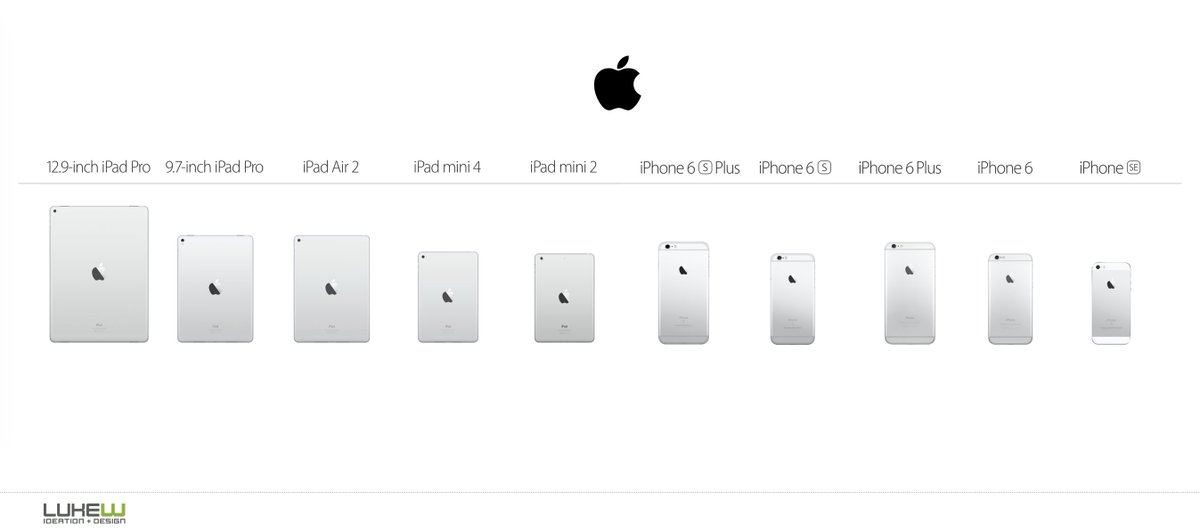 12.9-inch iPad Pro 9.7-inch iPad Pro iPad Air 2 iPad mini 4 iPad mini 2 iPhone 6 S Plus iPhone 6 S iPhone 6 Plus iPhone 6 iPhone SE
LUKEW
IDEATION + DESIGN